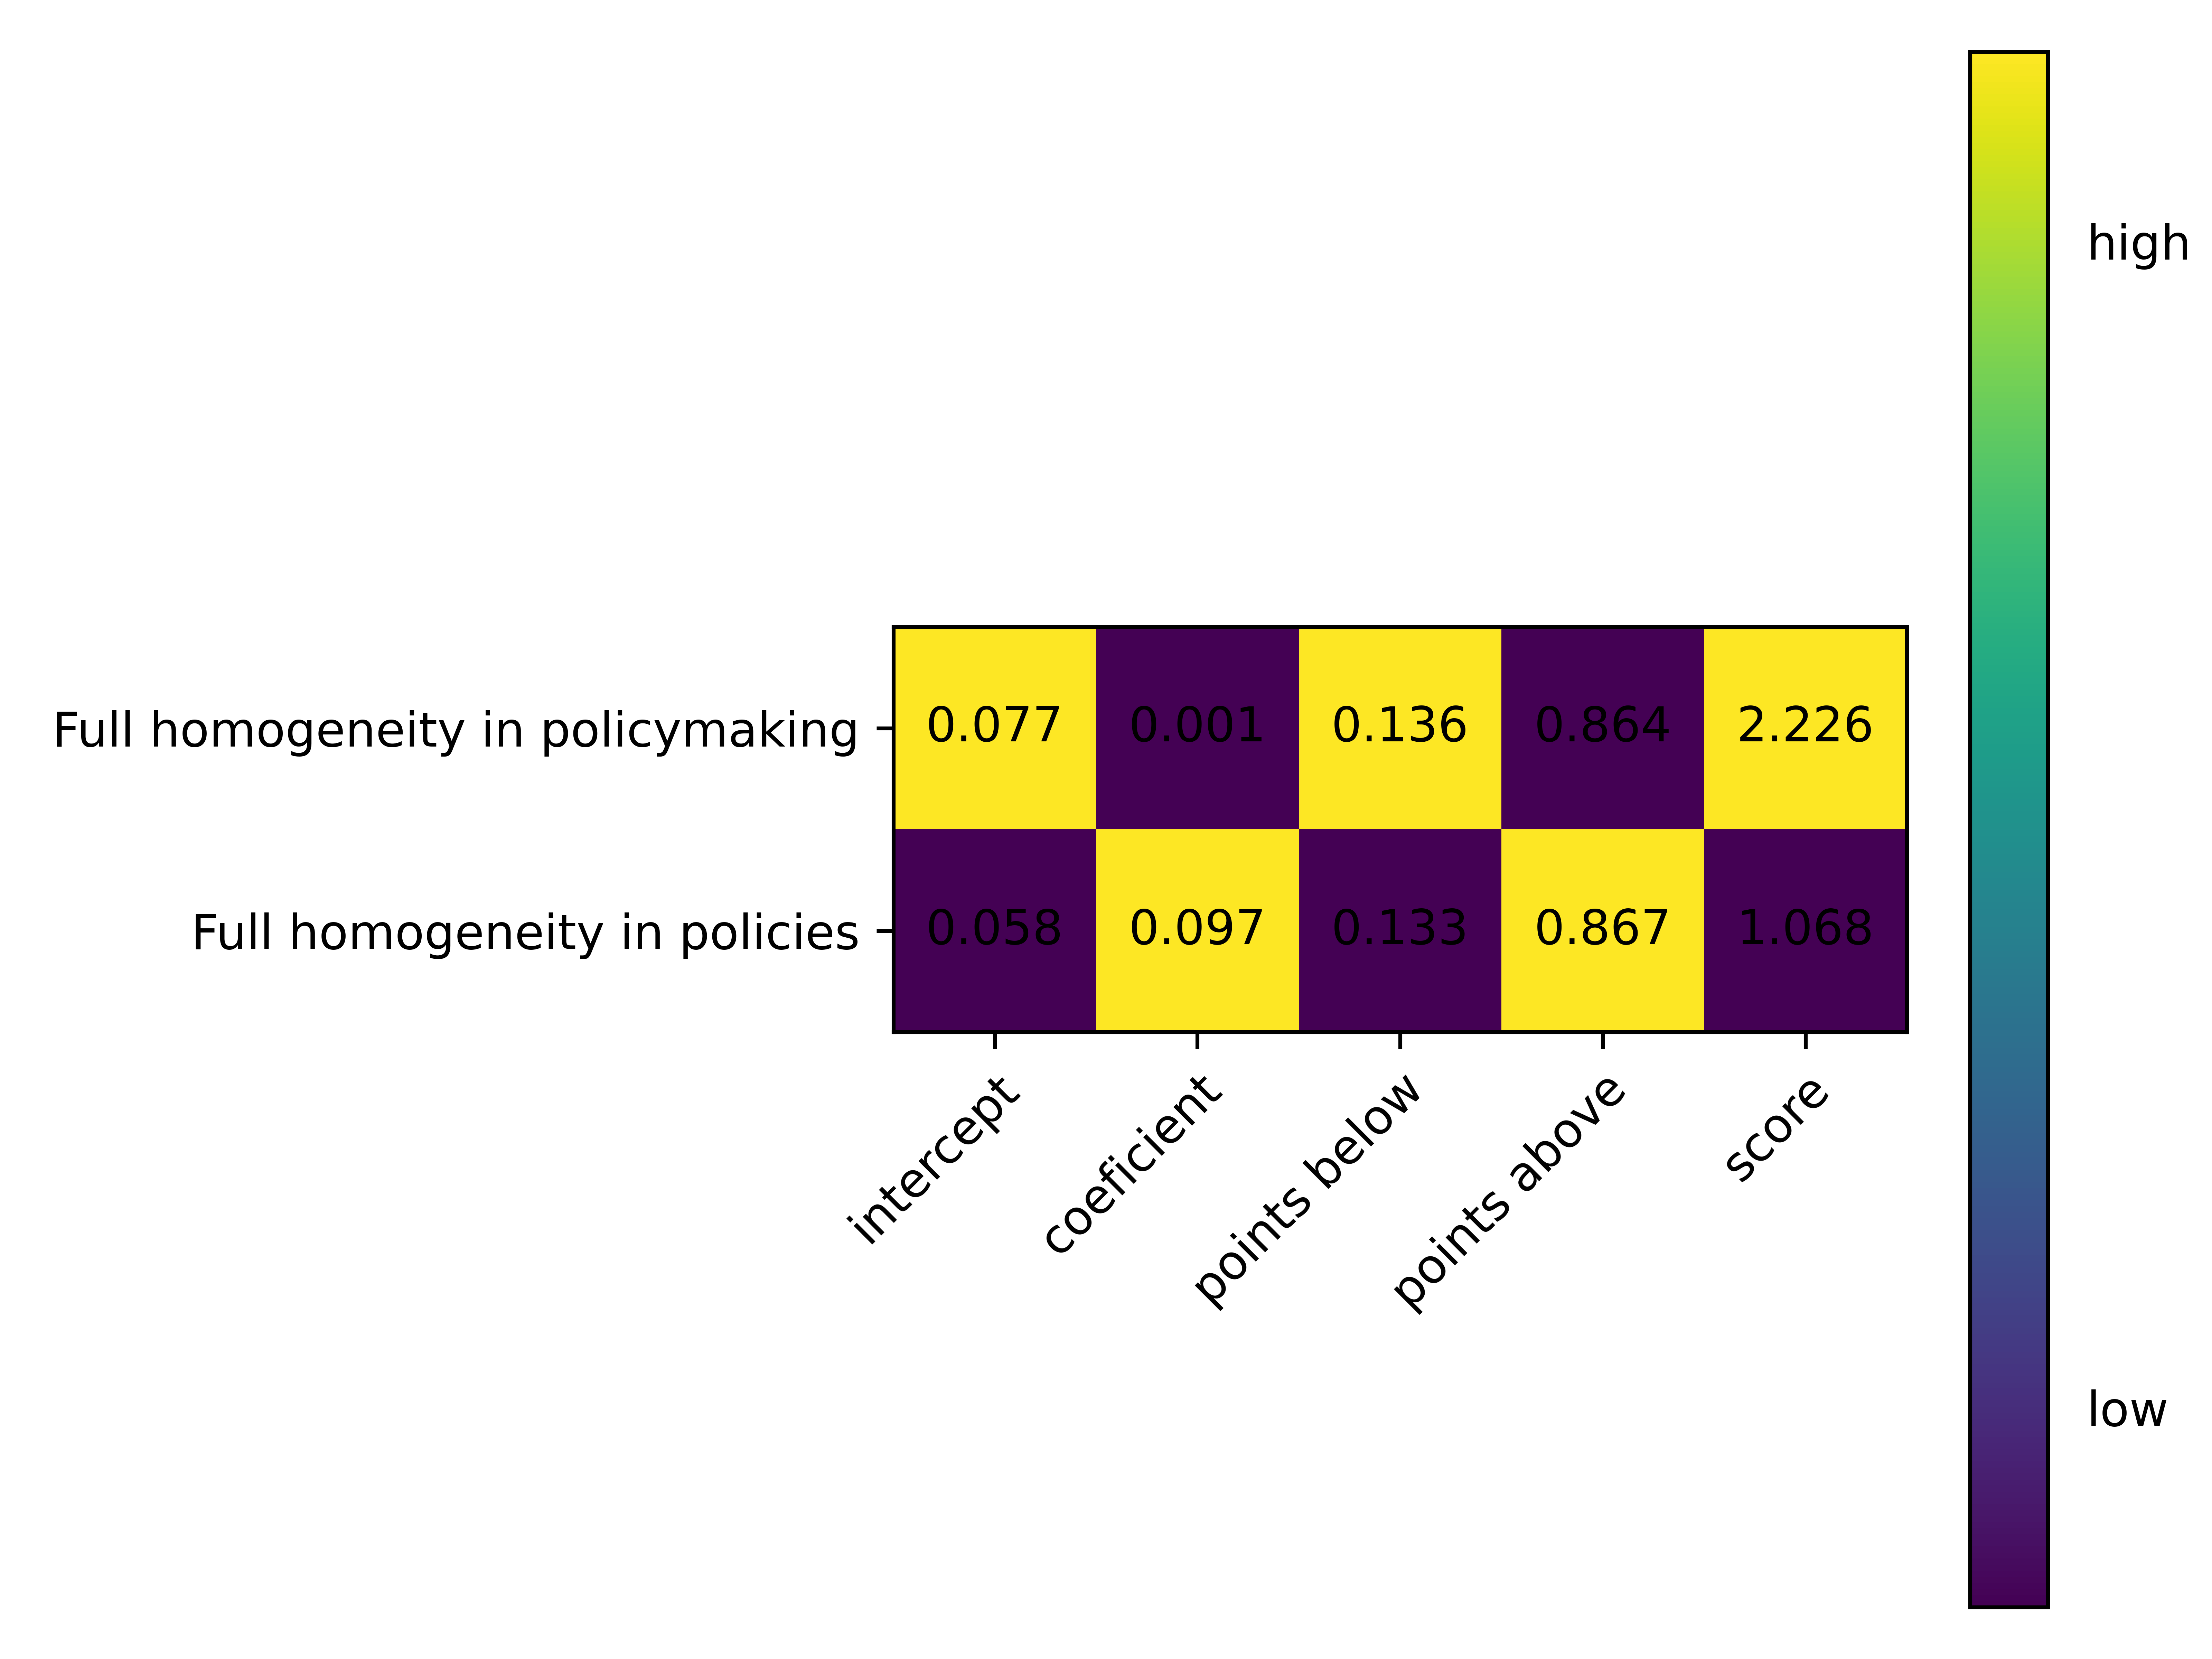 high
Full homogeneity in policymaking 0.077 0.001 0.136 0.864 2.226
Full homogeneity in policies 0.058 0.097 0.133 0.867 1.068
intercept
coeficient
points below
points above
score
low